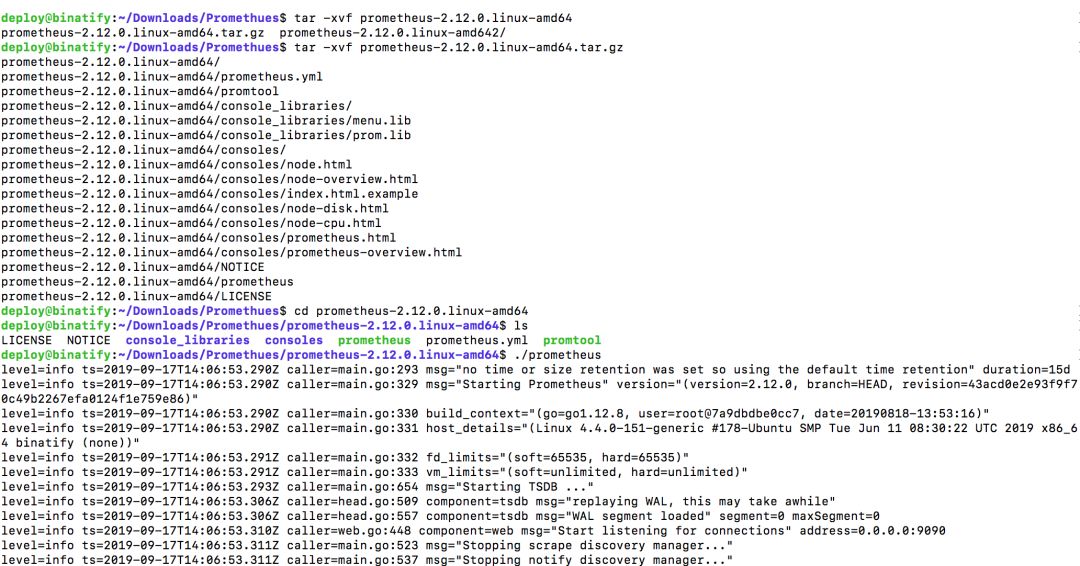 deploy@binatify:~/Downloads/Promethues$ tar -xvf prometheus-2.12.0.linux-amd64
prometheus-2.12.0.linux-amd64.tar.gz  prometheus-2.12.0.linux-amd642/
deploy@binatify:~/Downloads/Promethues$ tar -xvf prometheus-2.12.0.linux-amd64.tar.gz
prometheus-2.12.0.linux-amd64/
prometheus-2.12.0.linux-amd64/prometheus.yml
prometheus-2.12.0.linux-amd64/promtool
prometheus-2.12.0.linux-amd64/console_libraries/
prometheus-2.12.0.linux-amd64/console_libraries/menu.lib
prometheus-2.12.0.linux-amd64/console_libraries/prom.lib
prometheus-2.12.0.linux-amd64/consoles/
prometheus-2.12.0.linux-amd64/consoles/node.html
prometheus-2.12.0.linux-amd64/consoles/node-overview.html
prometheus-2.12.0.linux-amd64/consoles/index.html.example
prometheus-2.12.0.linux-amd64/consoles/node-disk.html
prometheus-2.12.0.linux-amd64/consoles/node-cpu.html
prometheus-2.12.0.linux-amd64/consoles/prometheus.html
prometheus-2.12.0.linux-amd64/consoles/prometheus-overview.html
prometheus-2.12.0.linux-amd64/NOTICE
prometheus-2.12.0.linux-amd64/prometheus
prometheus-2.12.0.linux-amd64/LICENSE
deploy@binatify:~/Downloads/Promethues$ cd prometheus-2.12.0.linux-amd64
deploy@binatify:~/Downloads/Promethues/prometheus-2.12.0.linux-amd64$ ls
LICENSE  NOTICE  console_libraries  consoles  prometheus  prometheus.yml  promtool
deploy@binatify:~/Downloads/Promethues/prometheus-2.12.0.linux-amd64$ ./prometheus
level=info ts=2019-09-17T14:06:53.290Z caller=main.go:293 msg="no time or size retention was set so using the default time retention" duration=15d
level=info ts=2019-09-17T14:06:53.290Z caller=main.go:329 msg="Starting Prometheus" version="(version=2.12.0, branch=HEAD, revision=43acd0e2e93f9f7
0c49b2267efa0124f1e759e86)"
level=info ts=2019-09-17T14:06:53.290Z caller=main.go:330 build_context="(go=go1.12.8, user=root@7a9dbdbe0cc7, date=20190818-13:53:16)"
level=info ts=2019-09-17T14:06:53.290Z caller=main.go:331 host_details="(Linux 4.4.0-151-generic #178-Ubuntu SMP Tue Jun 11 08:30:22 UTC 2019 x86_6
4 binatify (none))"
level=info ts=2019-09-17T14:06:53.291Z caller=main.go:332 fd_limits="(soft=65535, hard=65535)"
level=info ts=2019-09-17T14:06:53.291Z caller=main.go:333 vm_limits="(soft=unlimited, hard=unlimited)"
level=info ts=2019-09-17T14:06:53.293Z caller=main.go:654 msg="Starting TSDB ..."
level=info ts=2019-09-17T14:06:53.306Z caller=head.go:509 component=tsdb msg="replaying WAL, this may take awhile"
level=info ts=2019-09-17T14:06:53.306Z caller=head.go:557 component=tsdb msg="WAL segment loaded" segment=0 maxSegment=0
level=info ts=2019-09-17T14:06:53.310Z caller=web.go:448 component=web msg="Start listening for connections" address=0.0.0.0:9090
level=info ts=2019-09-17T14:06:53.311Z caller=main.go:523 msg="Stopping scrape discovery manager..."
level=info ts=2019-09-17T14:06:53.311Z caller=main.go:537 msg="Stopping notify discovery manager..."